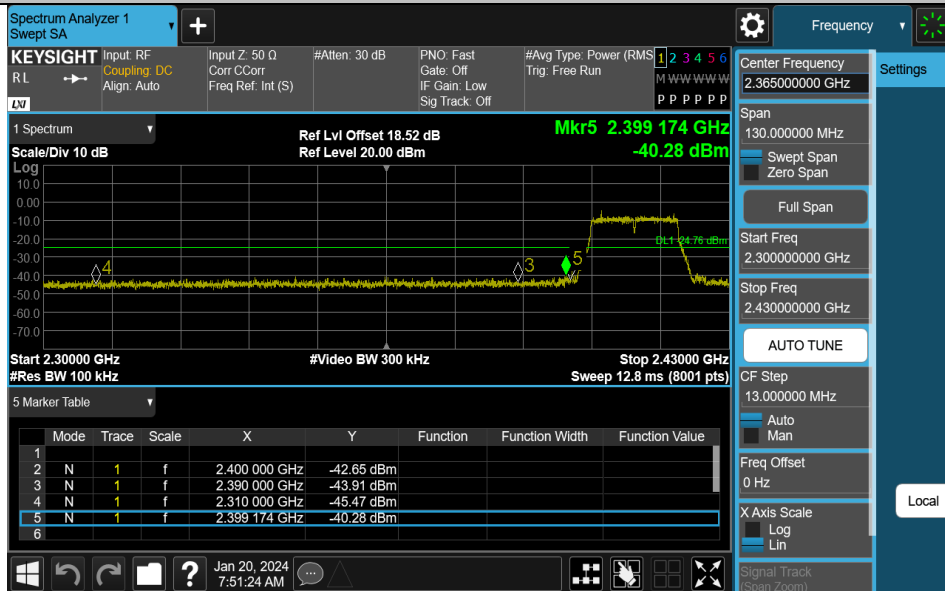 Spectrum Analyzer 1
Swept SA
+
Frequency
KEYSIGHT
RL
LXI
Input: RF
Coupling: DC
Align: Auto
Input Z: 50 Ω
Corr CCorr
Freq Ref: Int (S)
#Atten: 30 dB
PNO: Fast
Gate: Off
IF Gain: Low
Sig Track: Off
#Avg Type: Power (RMS
Trig: Free Run
1 2 3 4 5 6
M W W W W W
P P P P P P
1 Spectrum
Scale/Div 10 dB
Ref Lvl Offset 18.52 dB
Ref Level 20.00 dBm
Mkr5 2.399 174 GHz
-40.28 dBm
Log
10.0
0.00
-10.0
-20.0
-30.0
-40.0
-50.0
-60.0
-70.0
4
3
5
DL1 -24.76 dBm
Start 2.30000 GHz
#Res BW 100 kHz
#Video BW 300 kHz
Stop 2.43000 GHz
Sweep 12.8 ms (8001 pts)
5 Marker Table
Mode Trace Scale X Y Function Function Width Function Value
1
2 N 1 f 2.400 000 GHz -42.65 dBm
3 N 1 f 2.390 000 GHz -43.91 dBm
4 N 1 f 2.310 000 GHz -45.47 dBm
5 N 1 f 2.399 174 GHz -40.28 dBm
6
?
Jan 20, 2024
7:51:24 AM
Center Frequency
2.365000000 GHz
Span
130.000000 MHz
Swept Span
Zero Span
Full Span
Start Freq
2.300000000 GHz
Stop Freq
2.430000000 GHz
AUTO TUNE
CF Step
13.000000 MHz
Auto
Man
Freq Offset
0 Hz
X Axis Scale
Log
Lin
Signal Track
(Span Zoom)
Settings
Local